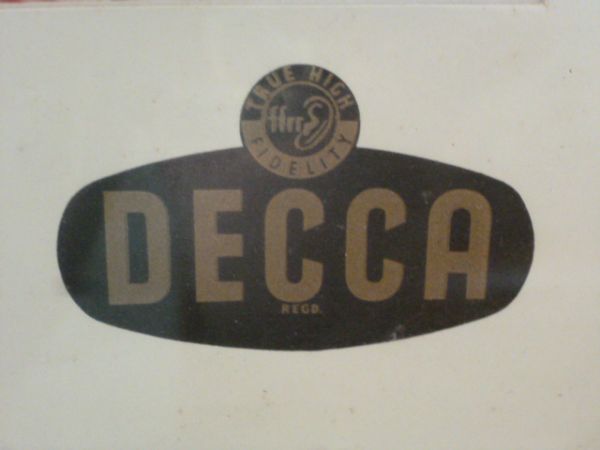 TRUE HIGH
ffrr
FIDELITY
DECCA
REGD.